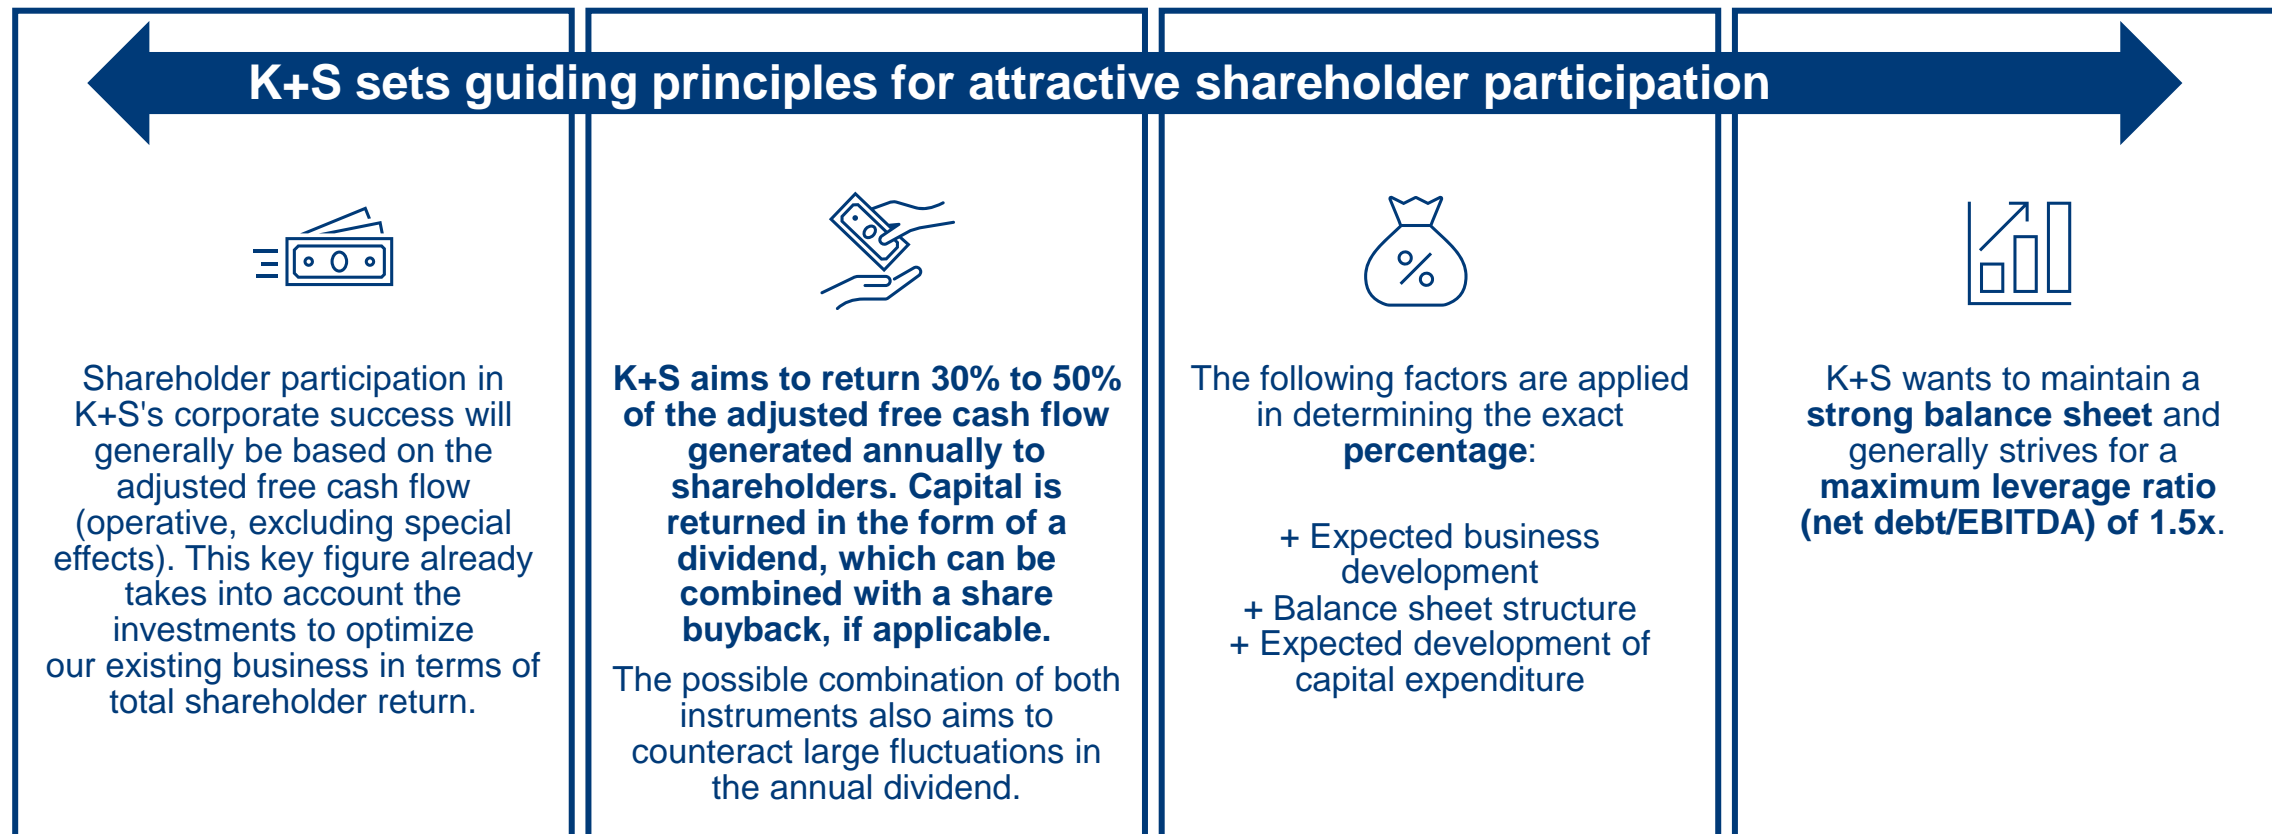 K+S sets guiding principles for attractive shareholder participation
Shareholder participation in
K+S's corporate success will
generally be based on the
adjusted free cash flow
(operative, excluding special
effects). This key figure already
takes into account the
investments to optimize
our existing business in terms of
total shareholder return.
K+S aims to return 30% to 50%
of the adjusted free cash flow
generated annually to
shareholders. Capital is
returned in the form of a
dividend, which can be
combined with a share
buyback, if applicable.
The possible combination of both
instruments also aims to
counteract large fluctuations in
the annual dividend.
%
The following factors are applied
in determining the exact
percentage:
+ Expected business
development
+ Balance sheet structure
+ Expected development of
capital expenditure
K+S wants to maintain a
strong balance sheet and
generally strives for a
maximum leverage ratio
(net debt/EBITDA) of 1.5x.